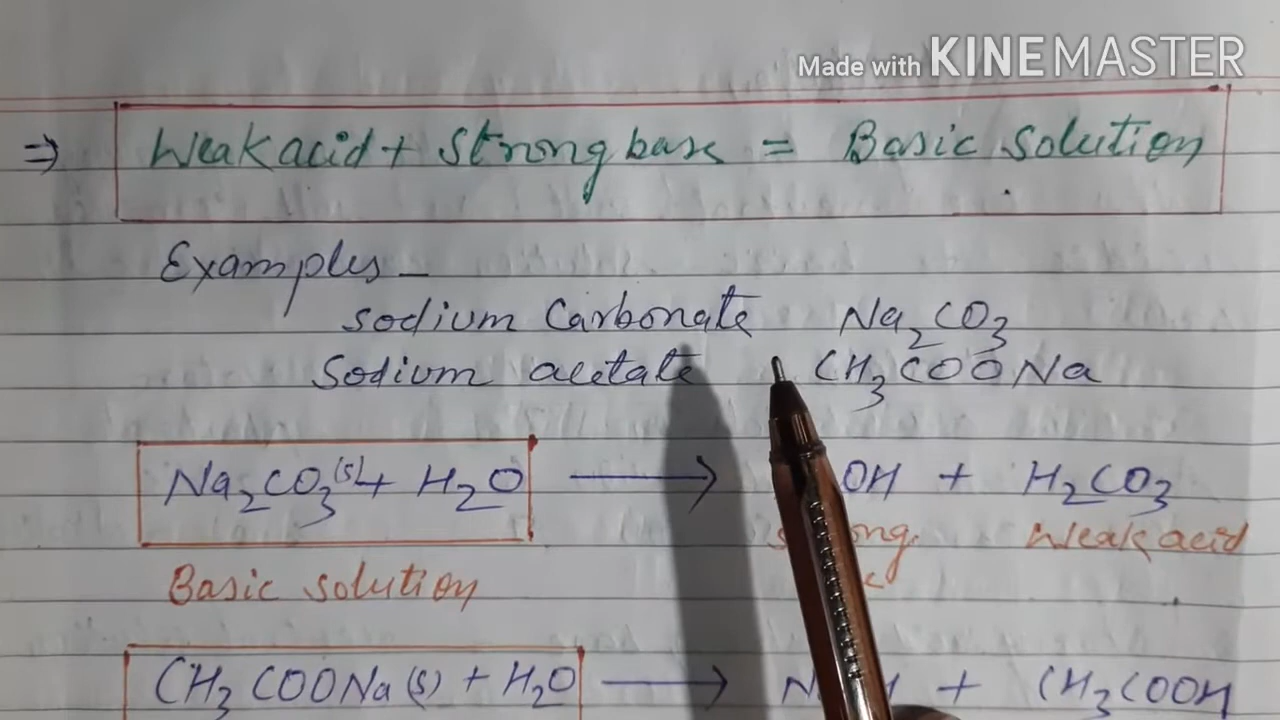 Made with KINEMASTER
⇒ Weak acid + Strong base = Basic Solution
Examples –
Sodium Carbonate Na₂CO₃
Sodium acetate CH₃COONa
Na₂CO₃(s) + H₂O → OH + H₂CO₃
Weak acid
Basic solution
CH₃COONa(s) + H₂O → + CH₃COOH